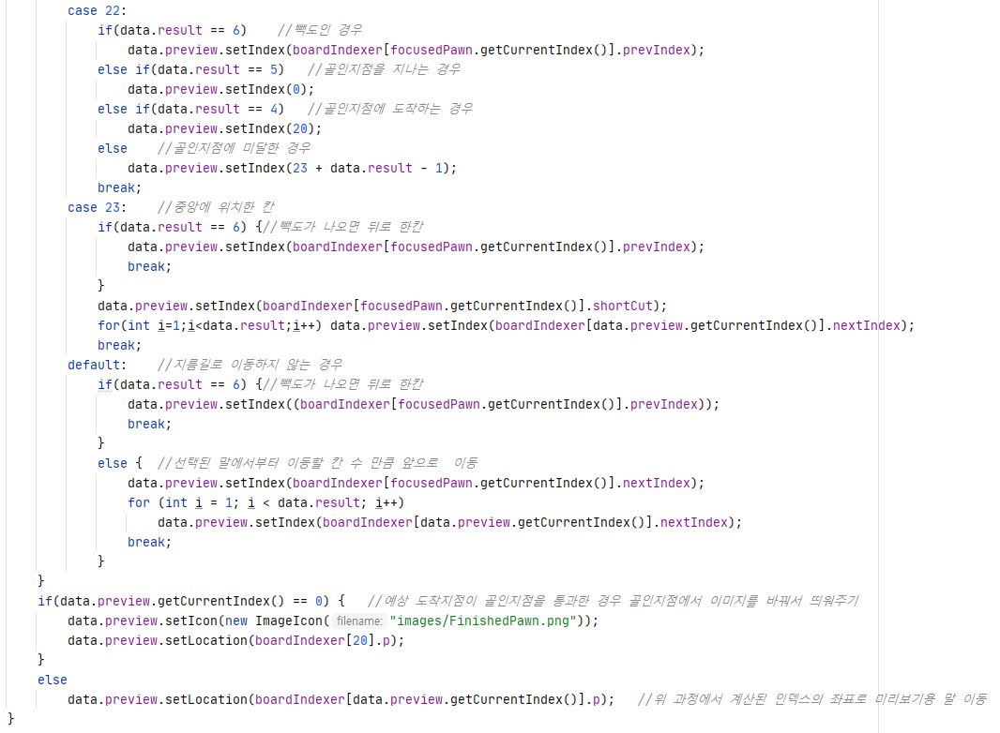 case 22:
if(data.result == 6)    //빽도인 경우
data.preview.setIndex(boardIndexer[focusedPawn.getCurrentIndex()].prevIndex);
else if(data.result == 5)   //골인지점을 지나는 경우
data.preview.setIndex(0);
else if(data.result == 4)   //골인지점에 도착하는 경우
data.preview.setIndex(20);
else    //골인지점에 미달한 경우
data.preview.setIndex(23 + data.result - 1);
break;
case 23:    //중앙에 위치한 칸
if(data.result == 6) {//빽도가 나오면 뒤로 한칸
data.preview.setIndex(boardIndexer[focusedPawn.getCurrentIndex()].prevIndex);
break;
}
data.preview.setIndex(boardIndexer[focusedPawn.getCurrentIndex()].shortCut);
for(int i=1;i<data.result;i++) data.preview.setIndex(boardIndexer[data.preview.getCurrentIndex()].nextIndex);
break;
default:    //지름길로 이동하지 않는 경우
if(data.result == 6) {//빽도가 나오면 뒤로 한칸
data.preview.setIndex((boardIndexer[focusedPawn.getCurrentIndex()].prevIndex));
break;
}
else {  //선택된 말에서부터 이동할 칸 수 만큼 앞으로  이동
data.preview.setIndex(boardIndexer[focusedPawn.getCurrentIndex()].nextIndex);
for (int i = 1; i < data.result; i++)
data.preview.setIndex(boardIndexer[data.preview.getCurrentIndex()].nextIndex);
break;
}
}
if(data.preview.getCurrentIndex() == 0) {   //예상 도착지점이 골인지점을 통과한 경우 골인지점에서 이미지를 바꿔서 띄워주기
data.preview.setIcon(new ImageIcon( filename: "images/FinishedPawn.png"));
data.preview.setLocation(boardIndexer[20].p);
}
else
data.preview.setLocation(boardIndexer[data.preview.getCurrentIndex()].p);   //위 과정에서 계산된 인덱스의 좌표로 미리보기용 말 이동
}